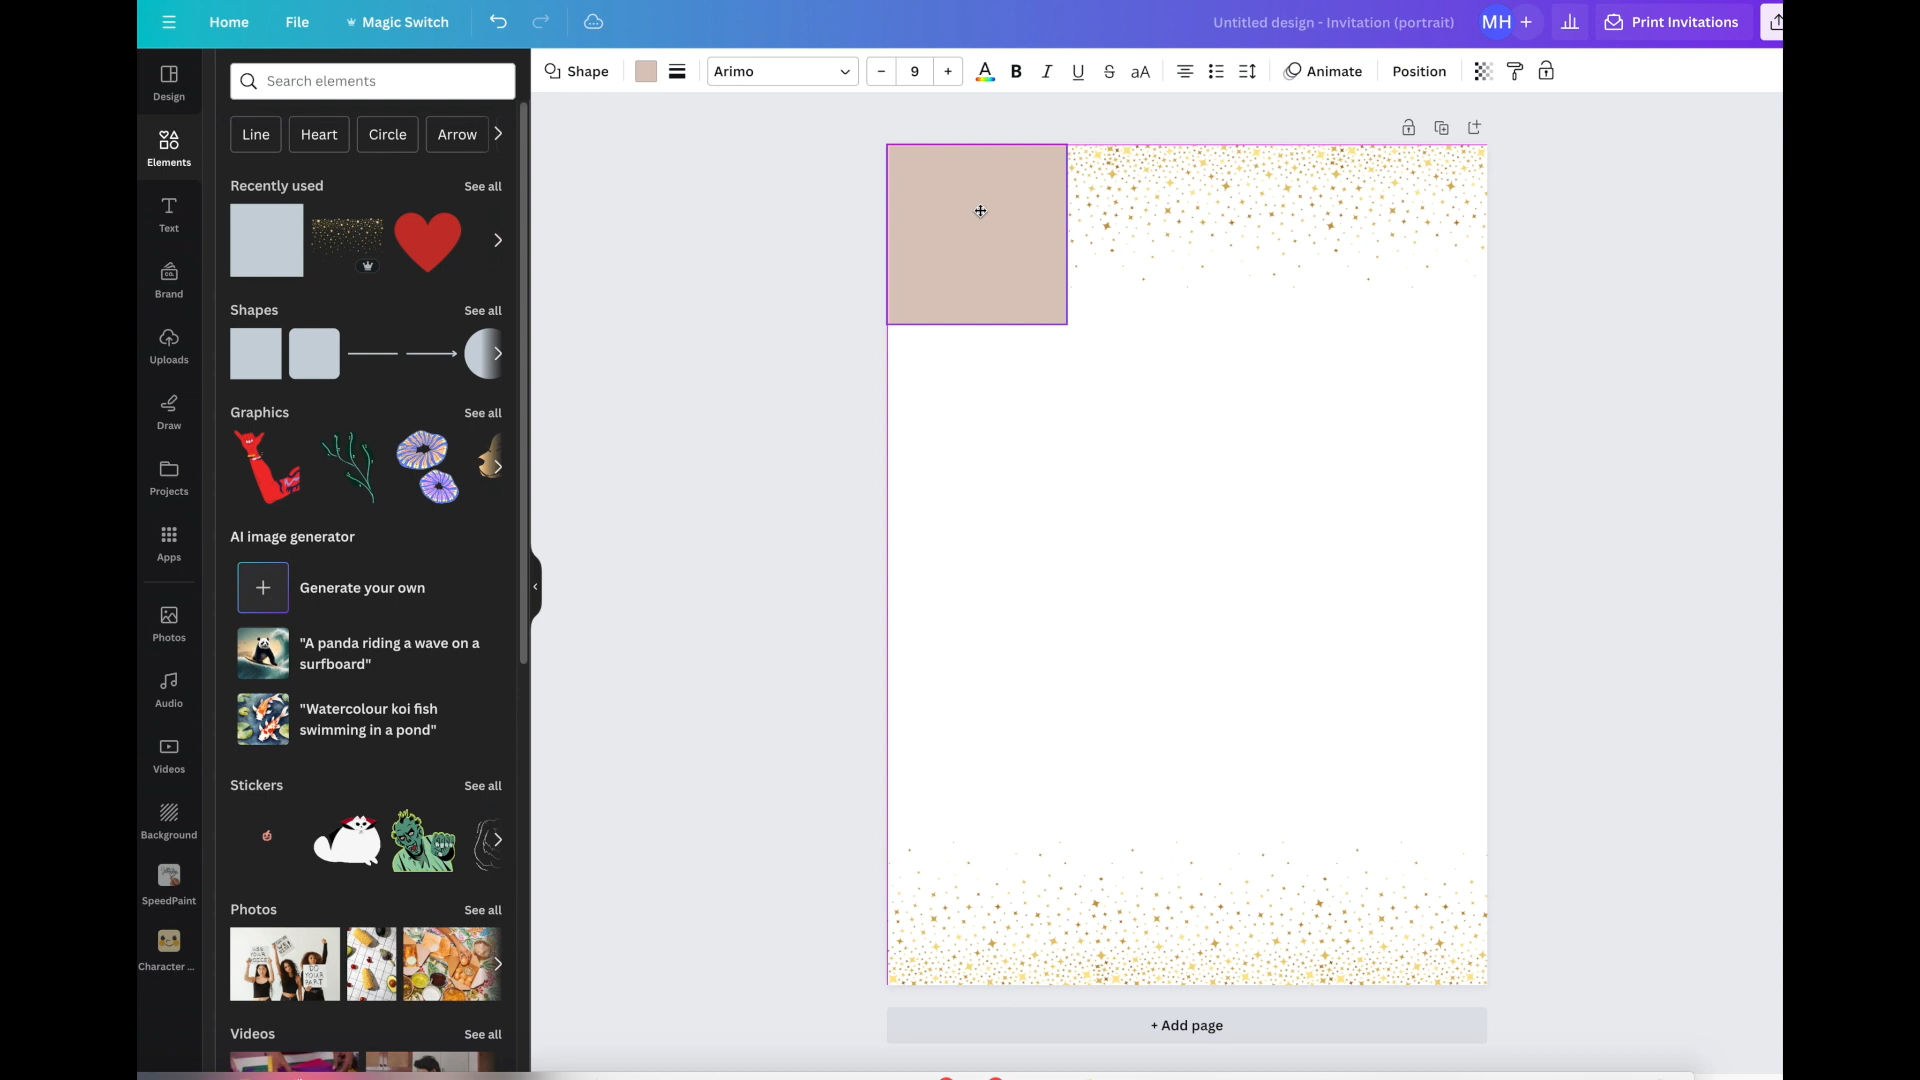 Home
File
Magic Switch
Untitled design - Invitation (portrait)
MH
Print Invitations
Design
Elements
Text
Brand
CO.
Uploads
Draw
Projects
Apps
Photos
Audio
Videos
Background
SpeedPaint
Character ...
Search elements
Line
Heart
Circle
Arrow
Recently used
See all
Shapes
See all
Graphics
See all
AI image generator
Generate your own
"A panda riding a wave on a
surfboard"
"Watercolour koi fish
swimming in a pond"
Stickers
See all
Photos
See all
Videos
See all
Shape
Arimo
− 9 +
A
B
I
U
S
aA
Animate
Position
+ Add page